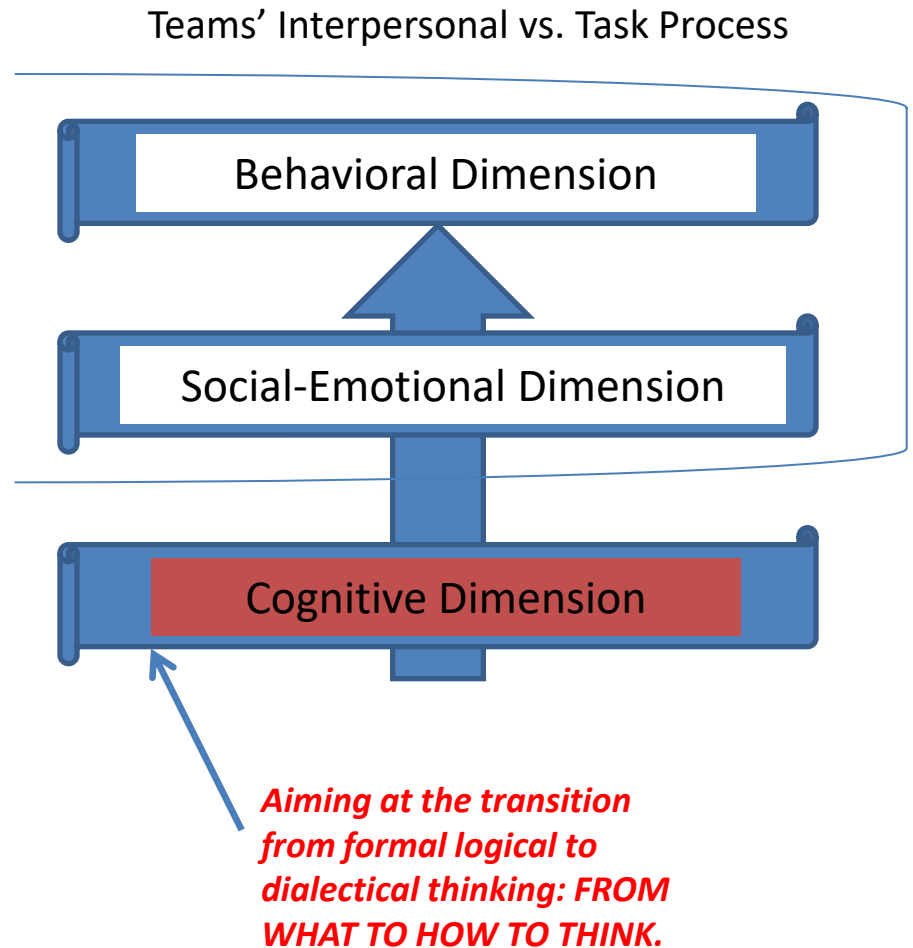 Teams’ Interpersonal vs. Task Process
Behavioral Dimension
Social-Emotional Dimension
Cognitive Dimension
Aiming at the transition
from formal logical to
dialectical thinking: FROM
WHAT TO HOW TO THINK.